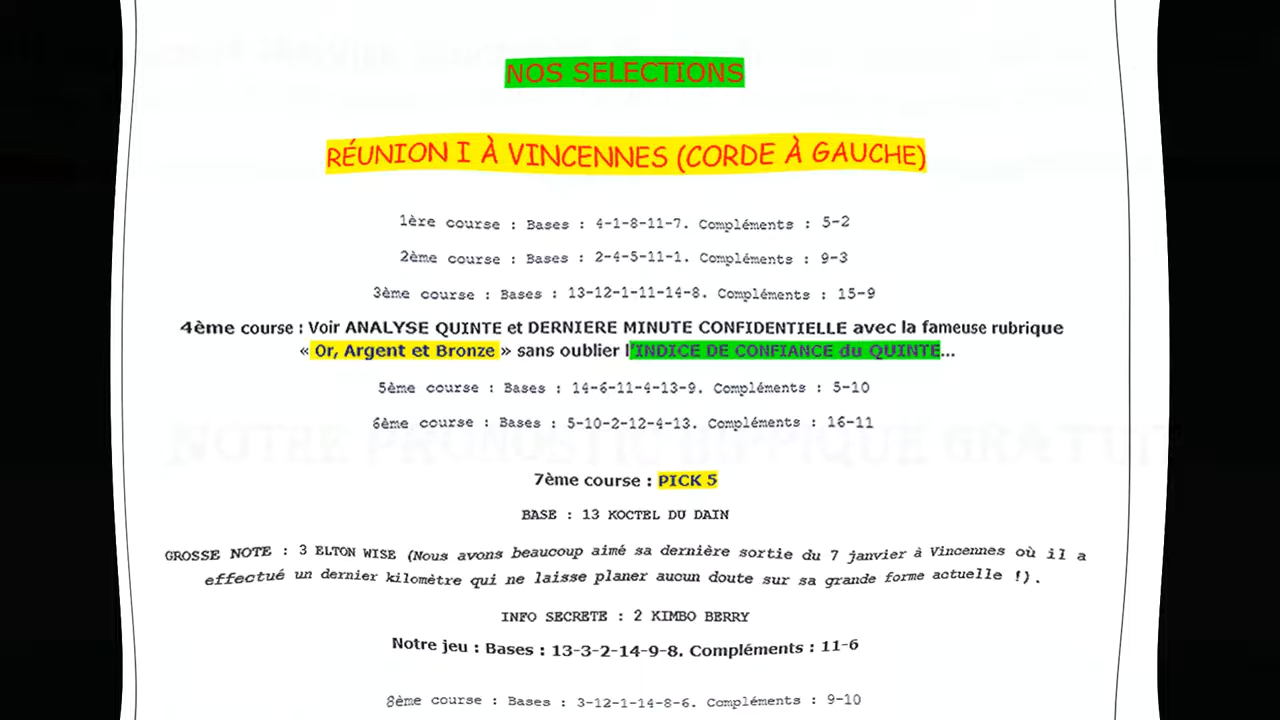 NOS SELECTIONS
RÉUNION I À VINCENNES (CORDE À GAUCHE)
1ère course : Bases : 4-1-8-11-7. Compléments : 5-2
2ème course : Bases : 2-4-5-11-1. Compléments : 9-3
3ème course : Bases : 13-12-1-11-14-8. Compléments : 15-9
4ème course : Voir ANALYSE QUINTE et DERNIERE MINUTE CONFIDENTIELLE avec la fameuse rubrique
« Or, Argent et Bronze » sans oublier l'INDICE DE CONFIANCE du QUINTE...
5ème course : Bases : 14-6-11-4-13-9. Compléments : 5-10
6ème course : Bases : 5-10-2-12-4-13. Compléments : 16-11
NOTRE PRONOSTIC HIPPIQUE GRATUIT
7ème course : PICK 5
BASE : 13 KOCTEL DU DAIN
GROSSE NOTE : 3 ELTON WISE (Nous avons beaucoup aimé sa dernière sortie du 7 janvier à Vincennes où il a
effectué un dernier kilomètre qui ne laisse planer aucun doute sur sa grande forme actuelle !).
INFO SECRETE : 2 KIMBO BERRY
Notre jeu : Bases : 13-3-2-14-9-8. Compléments : 11-6
8ème course : Bases : 3-12-1-14-8-6. Compléments : 9-10